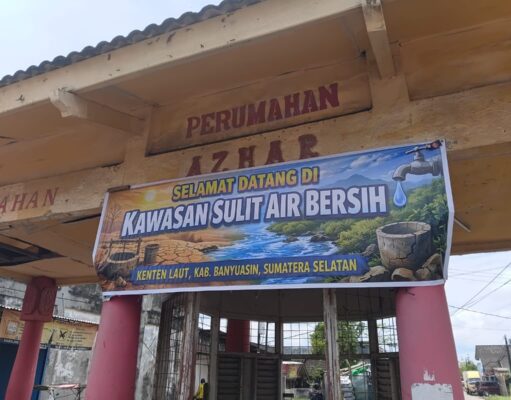 PERUMAHAN
AZHAR
AHAN
SELAMAT DATANG DI
KAWASAN SULIT AIR BERSIH
KENTEN LAUT, KAB. BANYUASIN, SUMATERA SELATAN